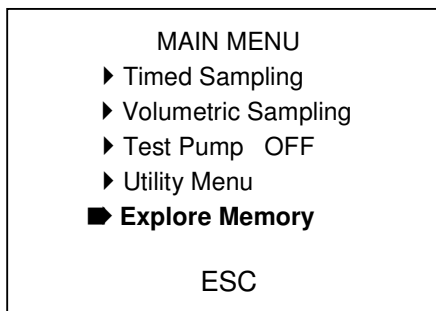 MAIN MENU
Timed Sampling
Volumetric Sampling
Test Pump OFF
Utility Menu
Explore Memory
ESC